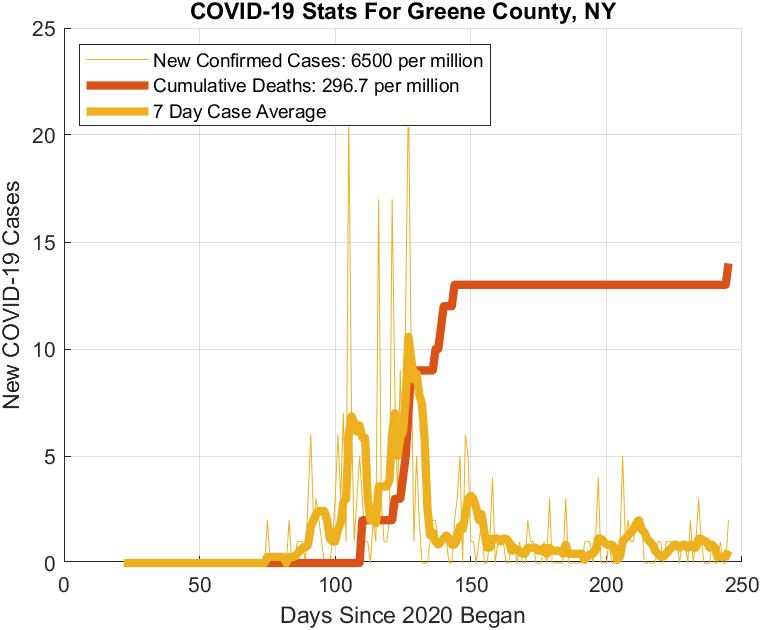 COVID-19 Stats For Greene County, NY
25
New Confirmed Cases: 6500 per million
Cumulative Deaths: 296.7 per million
7 Day Case Average
20
15
10
5
0
New COVID-19 Cases
0 50 100 150 200 250
Days Since 2020 Began